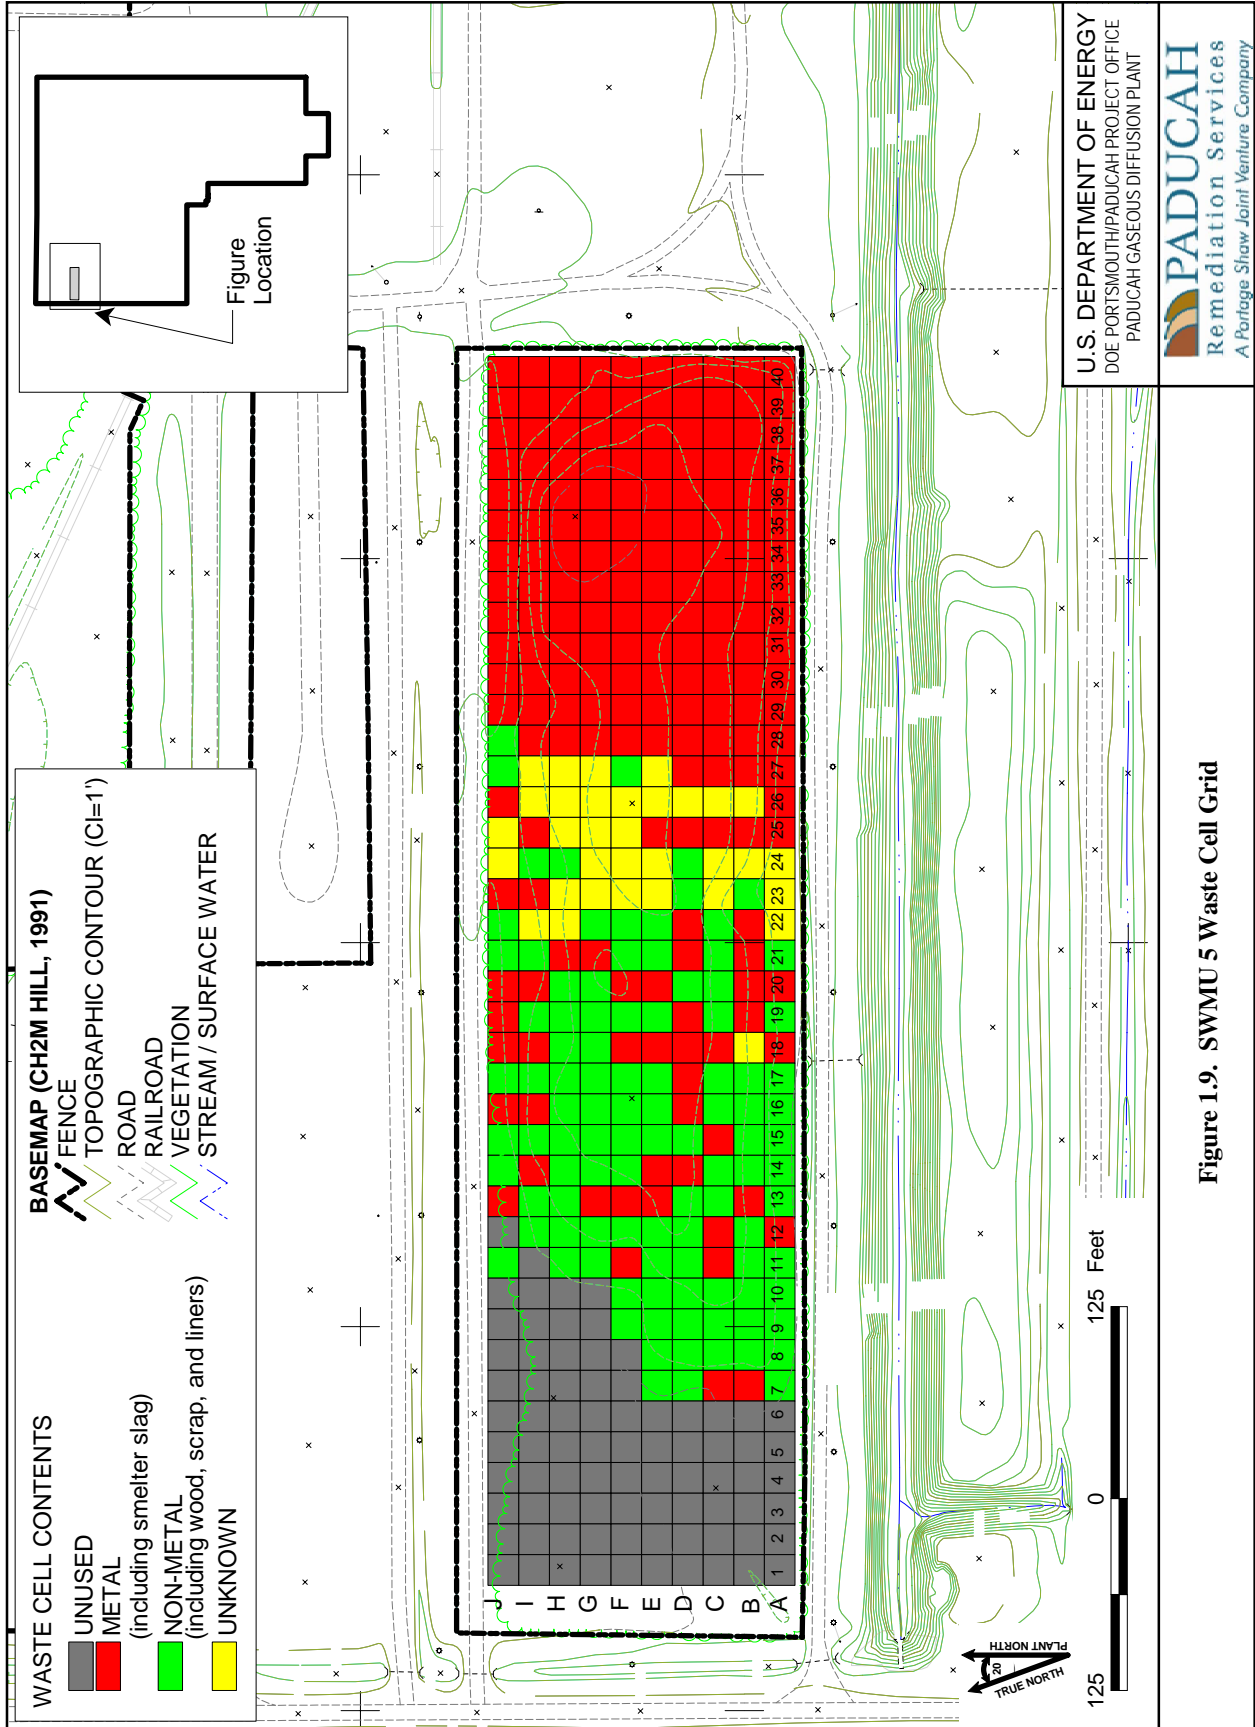 WASTE CELL CONTENTS
UNUSED
METAL
(including smelter slag)
NON-METAL
(including wood, scrap, and liners)
UNKNOWN
BASEMAP (CH2M HILL, 1991)
FENCE
TOPOGRAPHIC CONTOUR (CI=1')
ROAD
RAILROAD
VEGETATION
STREAM / SURFACE WATER
Figure
Location
J
I
H
G
F
E
D
C
B
A
1 2 3 4 5 6 7 8 9 10 11 12 13 14 15 16 17 18 19 20 21 22 23 24 25 26 27 28 29 30 31 32 33 34 35 36 37 38 39 40
PLANT NORTH
20
TRUE NORTH
125 0 125 Feet
U.S. DEPARTMENT OF ENERGY
DOE PORTSMOUTH/PADUCAH PROJECT OFFICE
PADUCAH GASEOUS DIFFUSION PLANT
PADUCAH
Remediation Services
A Portage Shaw Joint Venture Company
Figure 1.9. SWMU 5 Waste Cell Grid